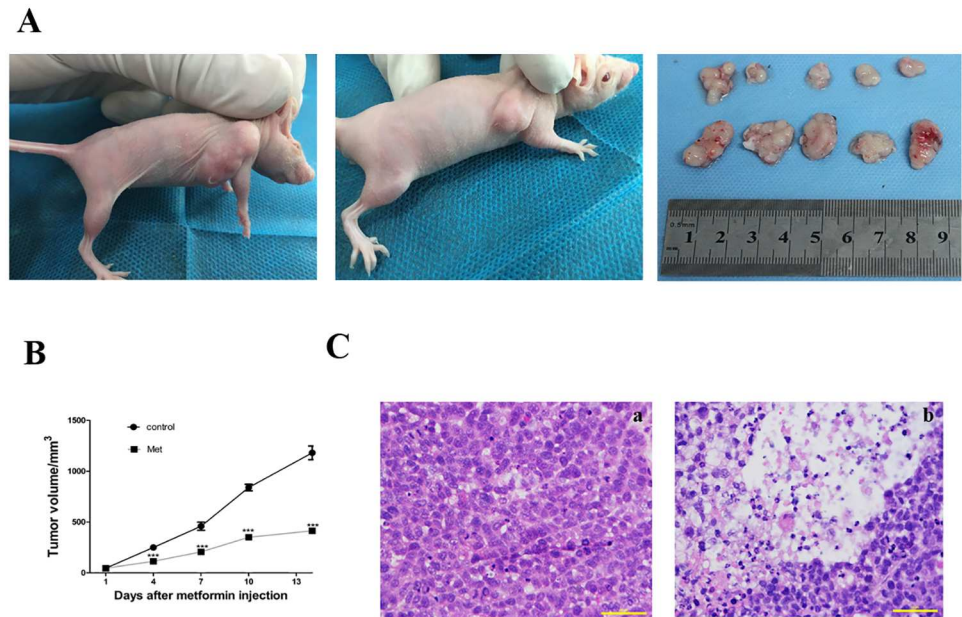 A
0.5mm
1 2 3 4 5 6 7 8 9
mm
B
C
1500
1000
500
0
Tumor volume/mm³
control
Met
*** *** *** ***
1 4 7 10 13
Days after metformin injection
a
b